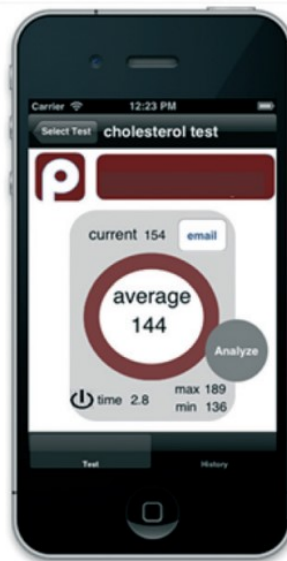 Carrier 12:23 PM
Select Test cholesterol test
p
current 154 email
average
144
Analyze
time 2.8 max 189
min 136
Test History